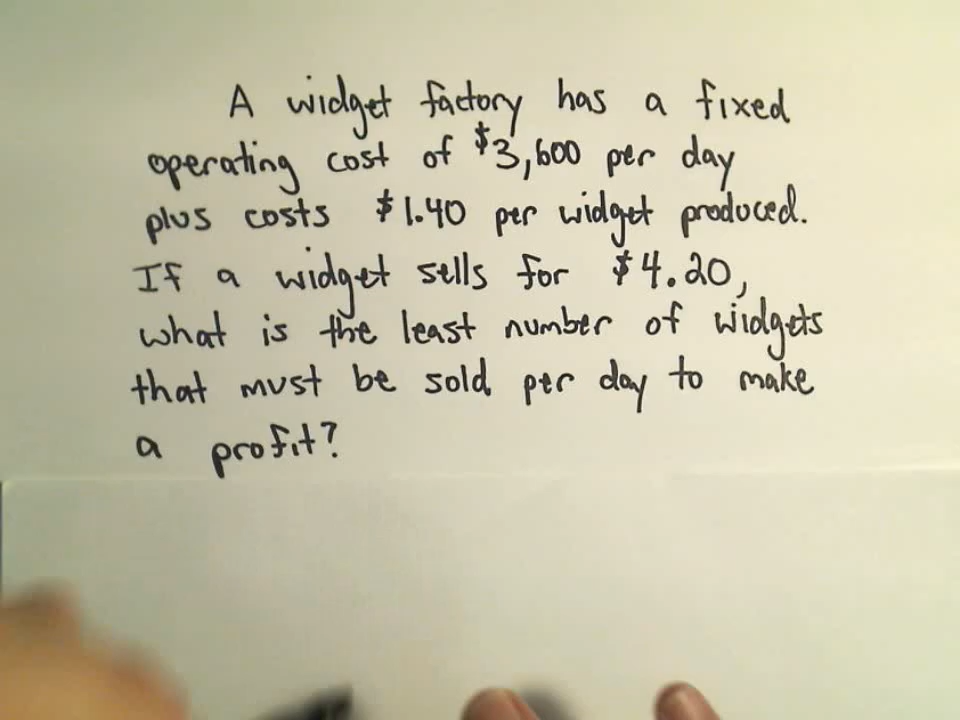 A widget factory has a fixed
operating cost of $3,600 per day
plus costs $1.40 per widget produced.
If a widget sells for $4.20,
what is the least number of widgets
that must be sold per day to make
a profit?